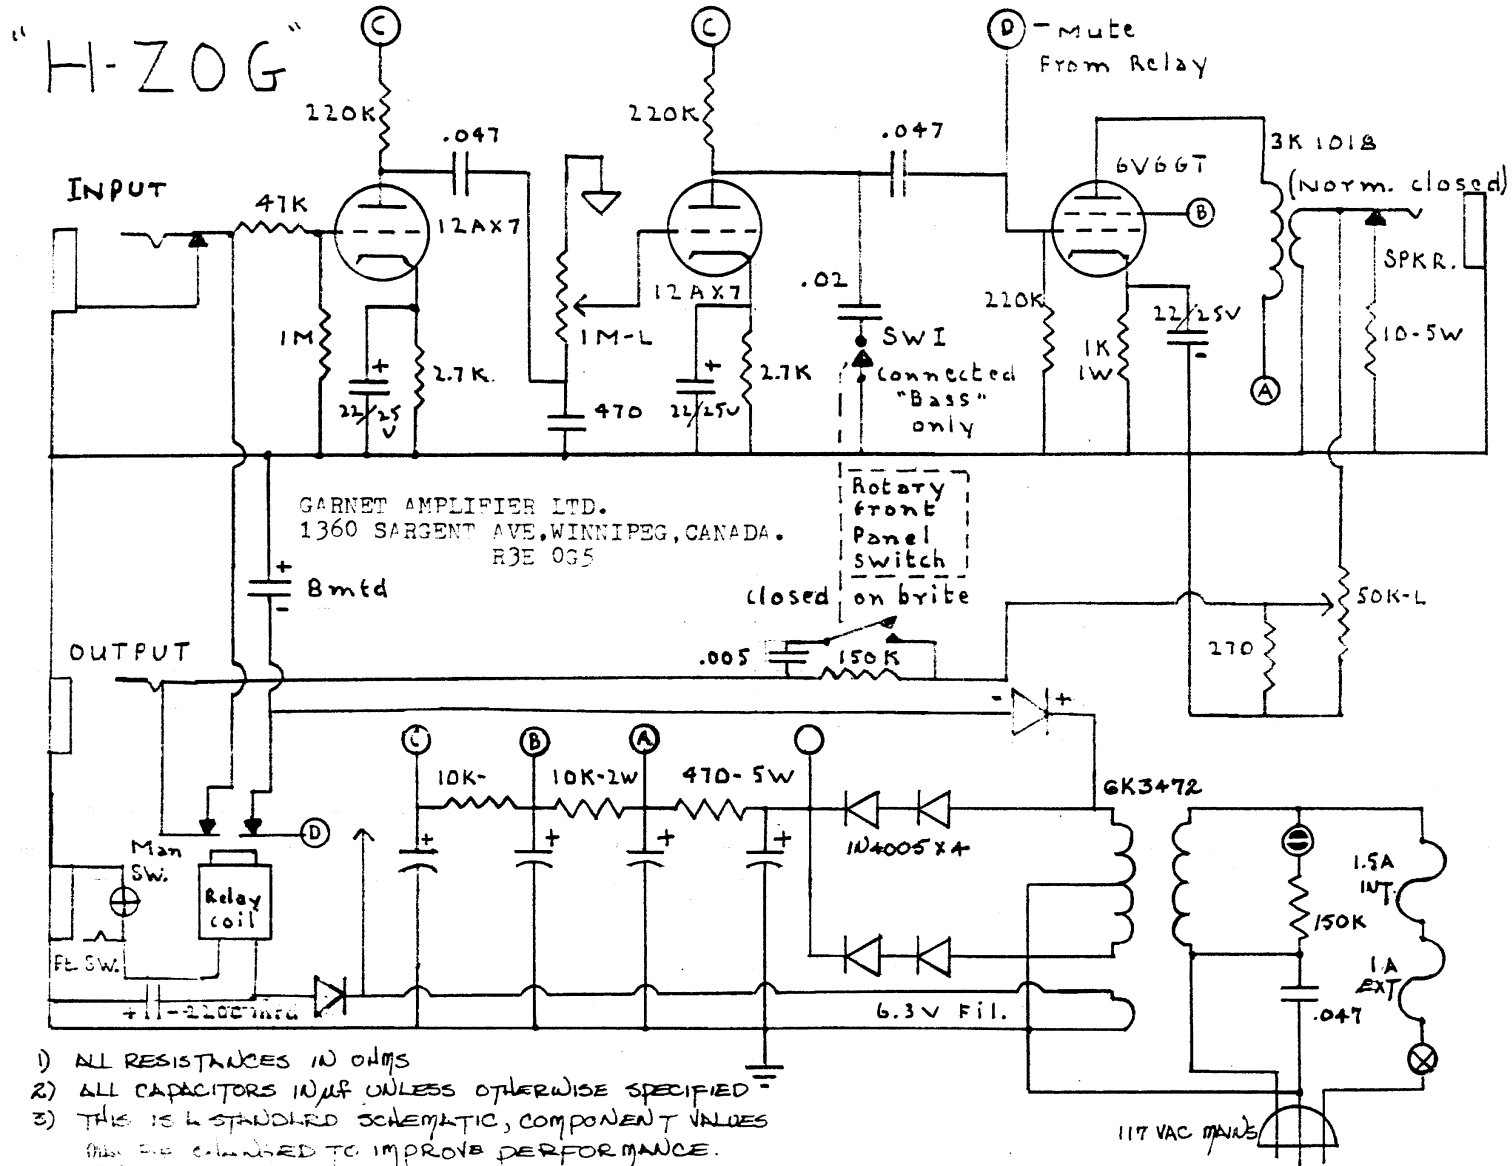 "H-ZOG"
C
C
D - Mute
From Relay
220K
.047
220K
.047
3K 1018
6V6GT
(Norm. closed)
INPUT
47K
12AX7
B
SPKR.
12AX7
.02
220K
22/25V
1M
1M-L
SW1
10-5W
2.7K
2.7K
1K
1W
Connected
"Bass"
only
22/25
V
470
22/25V
A
Rotary
front
Panel
Switch
GARNET AMPLIFIER LTD.
1360 SARGENT AVE,WINNIPEG,CANADA.
R3E 0G5
+
-
8mfd
closed on brite
50K-L
OUTPUT
.005
150K
270
- +
C
B
A
10K-
10K-2W
470-5W
6K3472
D
+
+
+
+
1N4005x4
Man
SW.
1.5A
INT.
Relay
coil
150K
Ft SW.
1A
EXT
6.3V Fil.
.047
1) ALL RESISTANCES IN OHMS
2) ALL CAPACITORS IN µf UNLESS OTHERWISE SPECIFIED
3) THIS IS A STANDARD SCHEMATIC, COMPONENT VALUES
117 VAC MAINS
CHANGED TO IMPROVE PERFORMANCE.